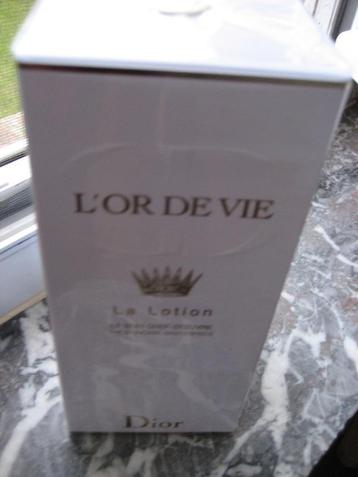 L'OR DE VIE
La Lotion
Dior